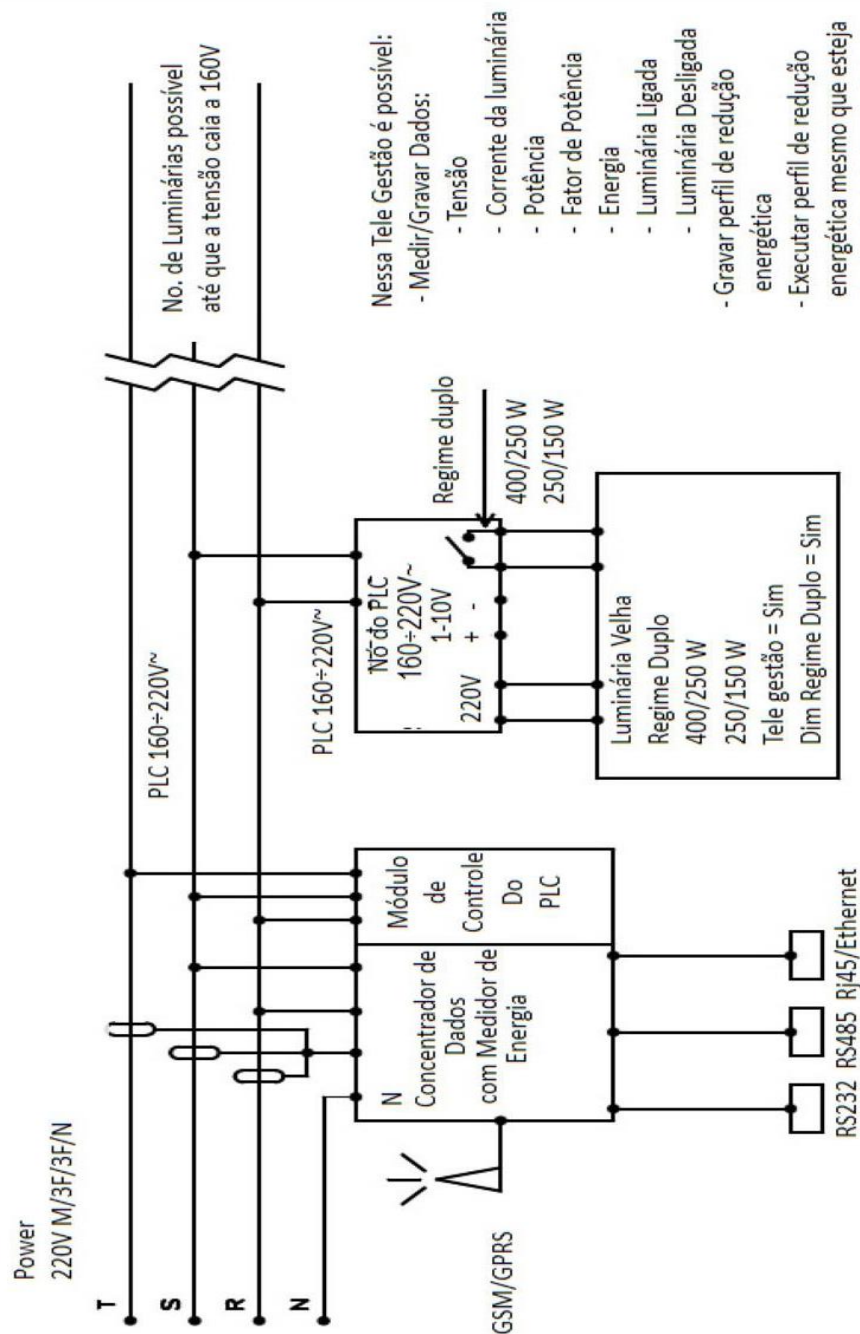 Power
220V M/3F/3F/N
T
S
R
N
PLC 160÷220V~
No. de Luminárias possível
até que a tensão caia a 160V
PLC 160÷220V~
GSM/GPRS
N
Concentrador de
Dados
com Medidor de
Energia
Módulo
de
Controle
Do
PLC
RS232
RS485
Rj45/Ethernet
Nó do PLC
160÷220V~
1-10V
220V + -
Regime duplo
400/250 W
250/150 W
Luminária Velha
Regime Duplo
400/250 W
250/150 W
Tele gestão = Sim
Dim Regime Duplo = Sim
Nessa Tele Gestão é possível:
- Medir/Gravar Dados:
- Tensão
- Corrente da luminária
- Potência
- Fator de Potência
- Energia
- Luminária Ligada
- Luminária Desligada
- Gravar perfil de redução
energética
- Executar perfil de redução
energética mesmo que esteja